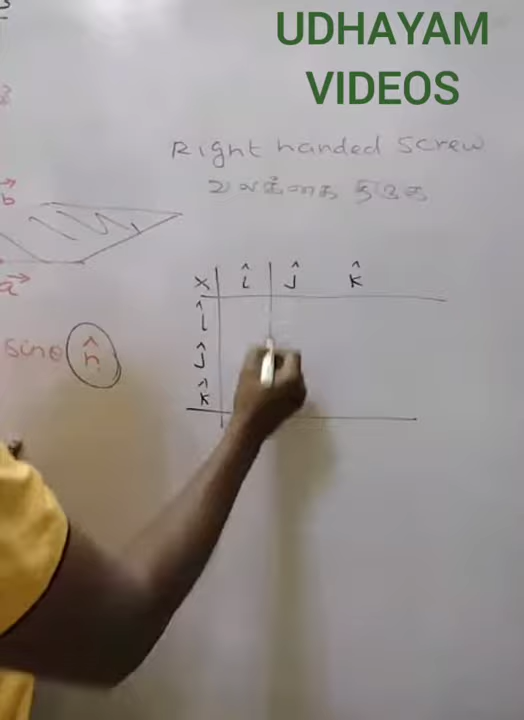 UDHAYAM
VIDEOS
Right handed screw
b⃗
a⃗
sinθ n̂
X î ĵ k̂
î
ĵ
k̂